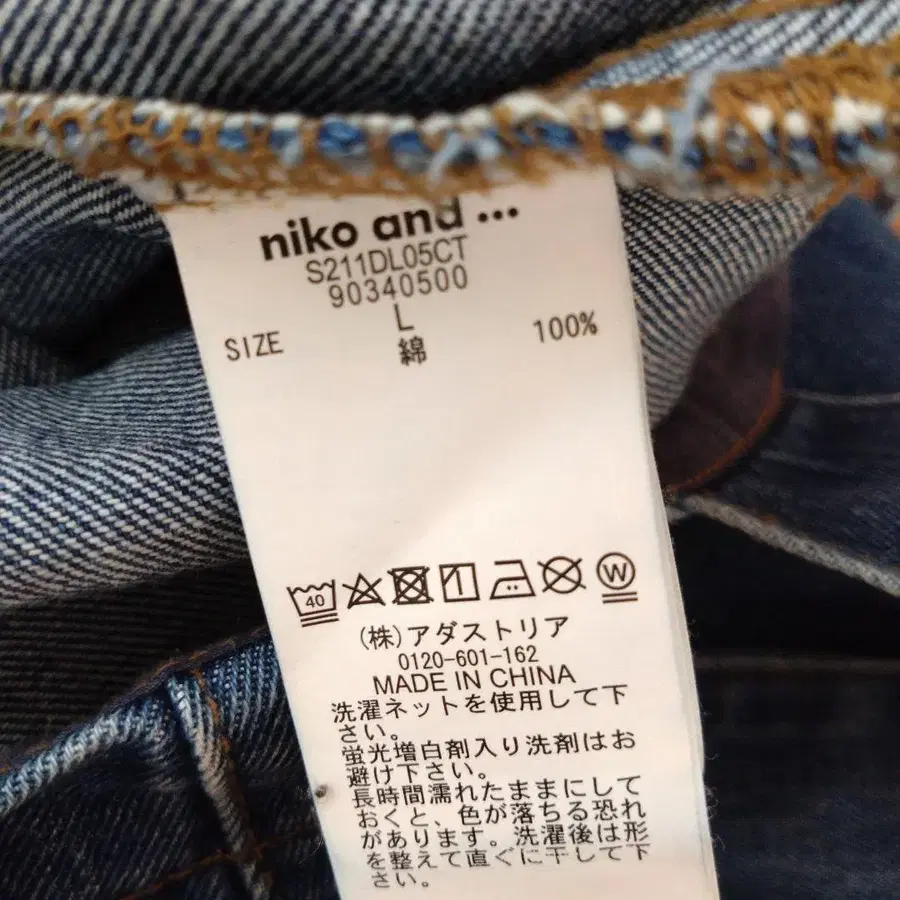 niko and ...
S211DL05CT
90340500
SIZE L
綿 100%
40 W
(株)アダストリア
0120-601-162
MADE IN CHINA
洗濯ネットを使用して下
さい。
蛍光増白剤入り洗剤はお
避け下さい。
長時間濡れたままにして
おくと、色が落ちる恐れ
があります。洗濯後は形
を整えて直ぐに干して下
さい。